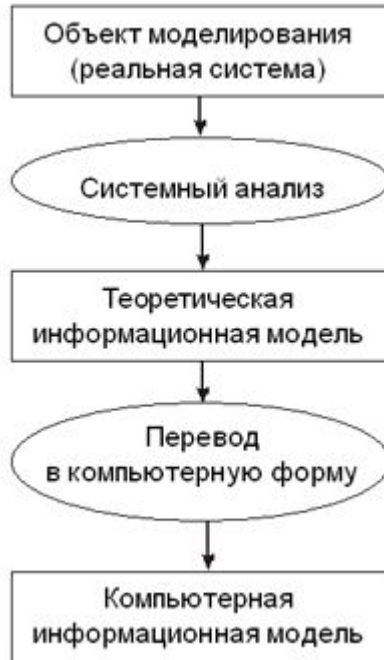 Объект моделирования
(реальная система)
Системный анализ
Теоретическая
информационная модель
Перевод
в компьютерную форму
Компьютерная
информационная модель